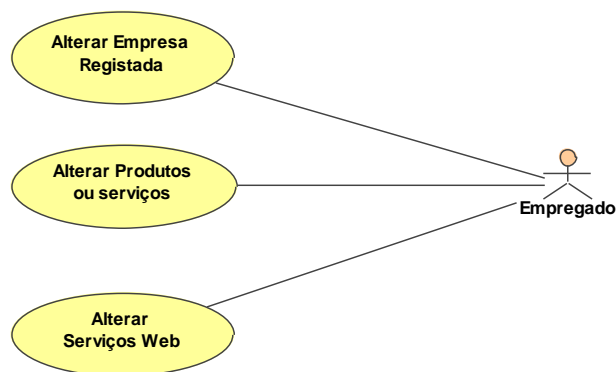 Alterar Empresa
Registada
Alterar Produtos
ou serviços
Empregado
Alterar
Serviços Web